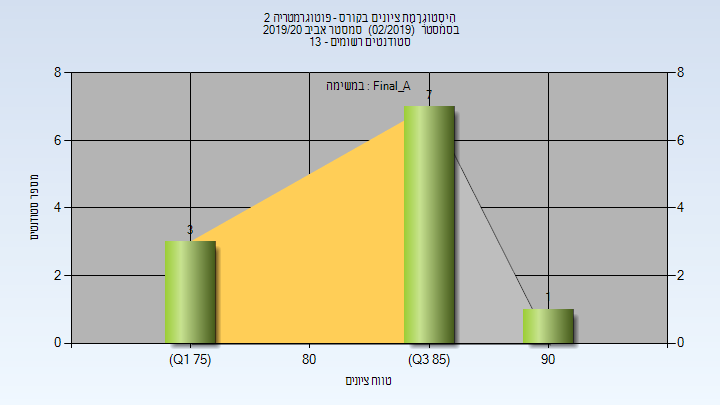 היסטוגרמת ציונים בקורס - פוטוגרמטריה 2
בסמסטר (02/2019) סמסטר אביב 2019/20
סטודנטים רשומים - 13
במשימה : Final_A
8
6
4
2
0
8
6
4
2
0
3
7
1
(Q1 75)
80
(Q3 85)
90
מספר סטודנטים
טווח ציונים